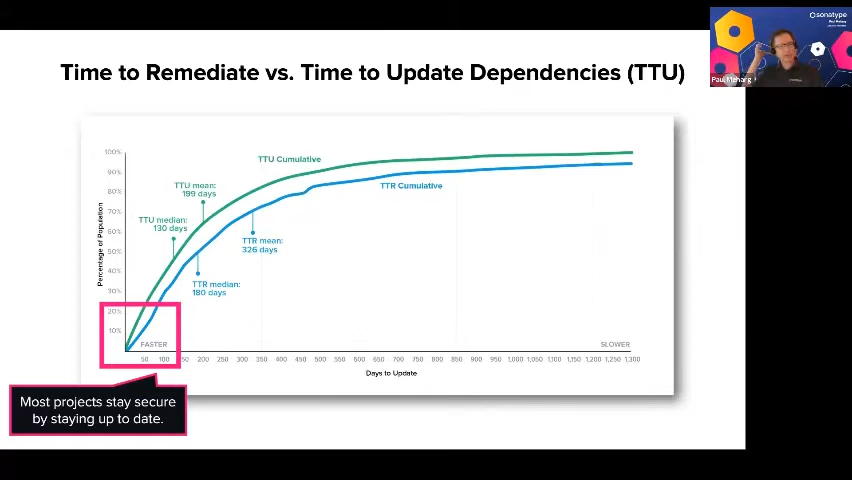 sonatype
Paul Meharg
Paul Meharg
Time to Remediate vs. Time to Update Dependencies (TTU)
100%
90%
80%
70%
60%
50%
40%
30%
20%
10%
Percentage of Population
TTU Cumulative
TTR Cumulative
TTU mean:
199 days
TTU median:
130 days
TTR mean:
326 days
TTR median:
180 days
FASTER
SLOWER
50 100 150 200 250 300 350 400 450 500 550 600 650 700 750 800 850 900 950 1,000 1,050 1,100 1,150 1,200 1,250 1,300
Days to Update
Most projects stay secure
by staying up to date.